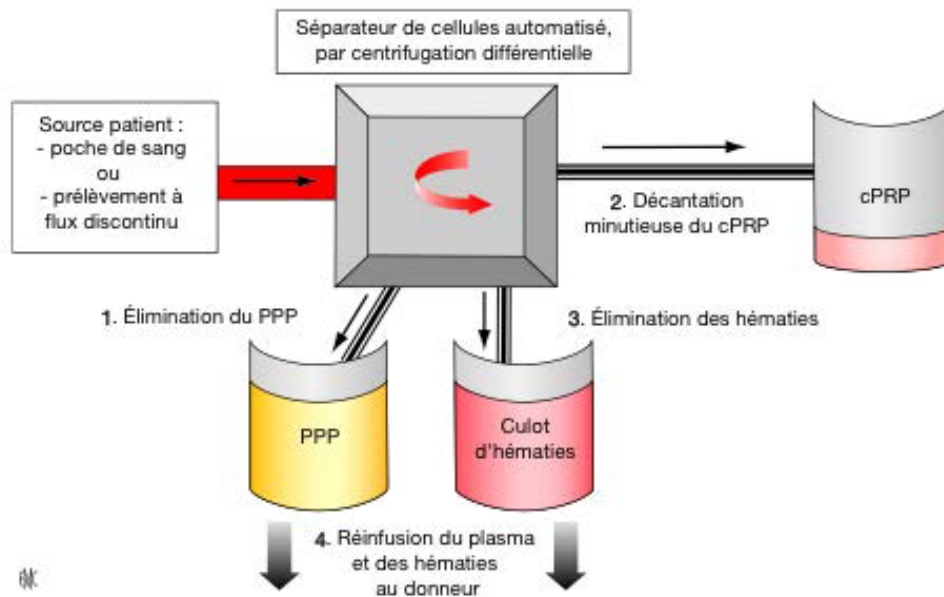 Séparateur de cellules automatisé,
par centrifugation différentielle
Source patient :
- poche de sang
ou
- prélèvement à
flux discontinu
cPRP
2. Décantation
minutieuse du cPRP
1. Élimination du PPP
3. Élimination des hématies
PPP
Culot
d'hématies
4. Réinfusion du plasma
et des hématies
au donneur